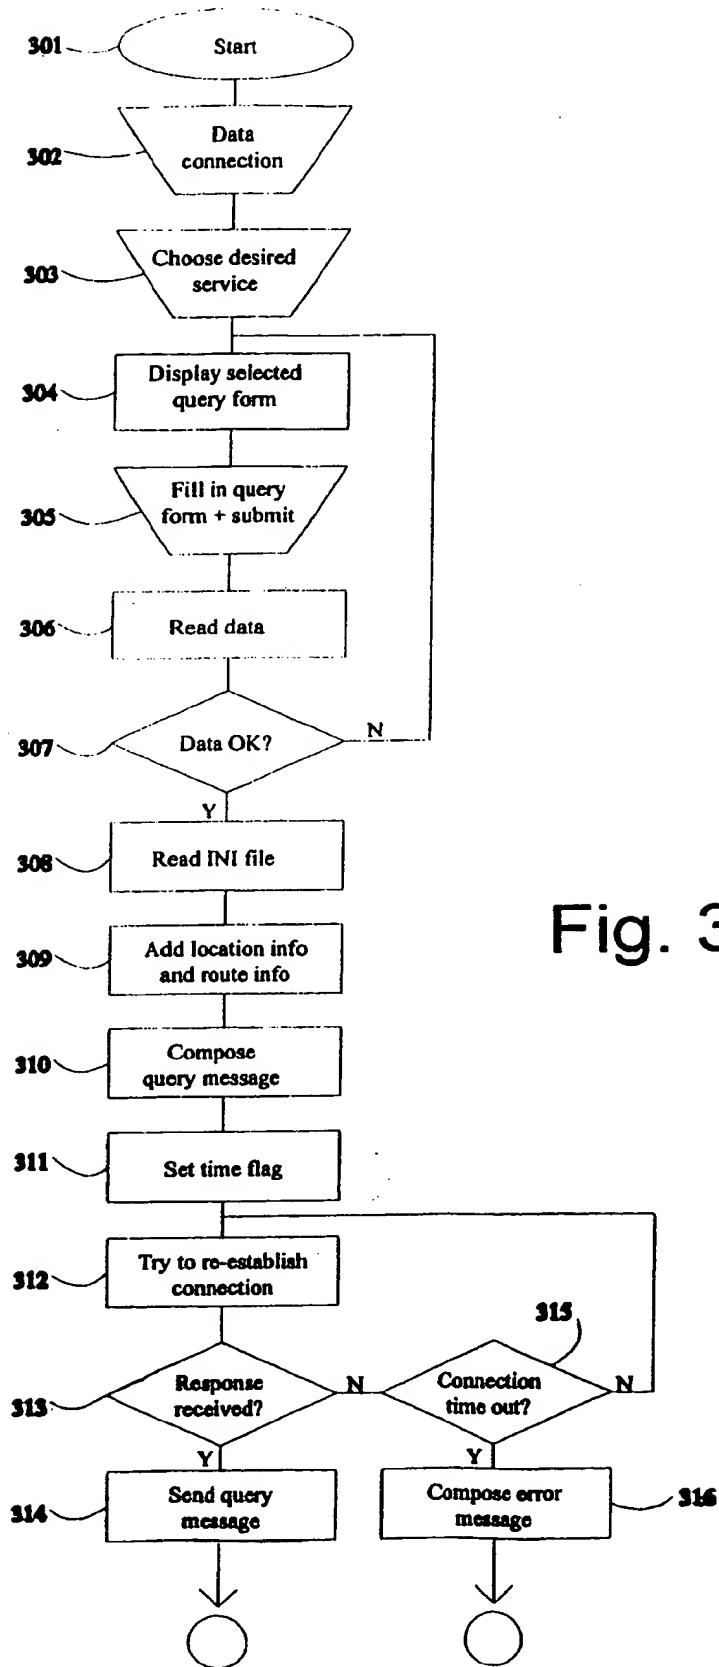 301 Start
302 Data
connection
303 Choose desired
service
304 Display selected
query form
305 Fill in query
form + submit
306 Read data
307 Data OK? N
Y
308 Read INI file
Fig. 3
309 Add location info
and route info
310 Compose
query message
311 Set time flag
312 Try to re-establish
connection
315
313 Response
received? N Connection
time out? N
Y Y
314 Send query
message
Compose error
message 316